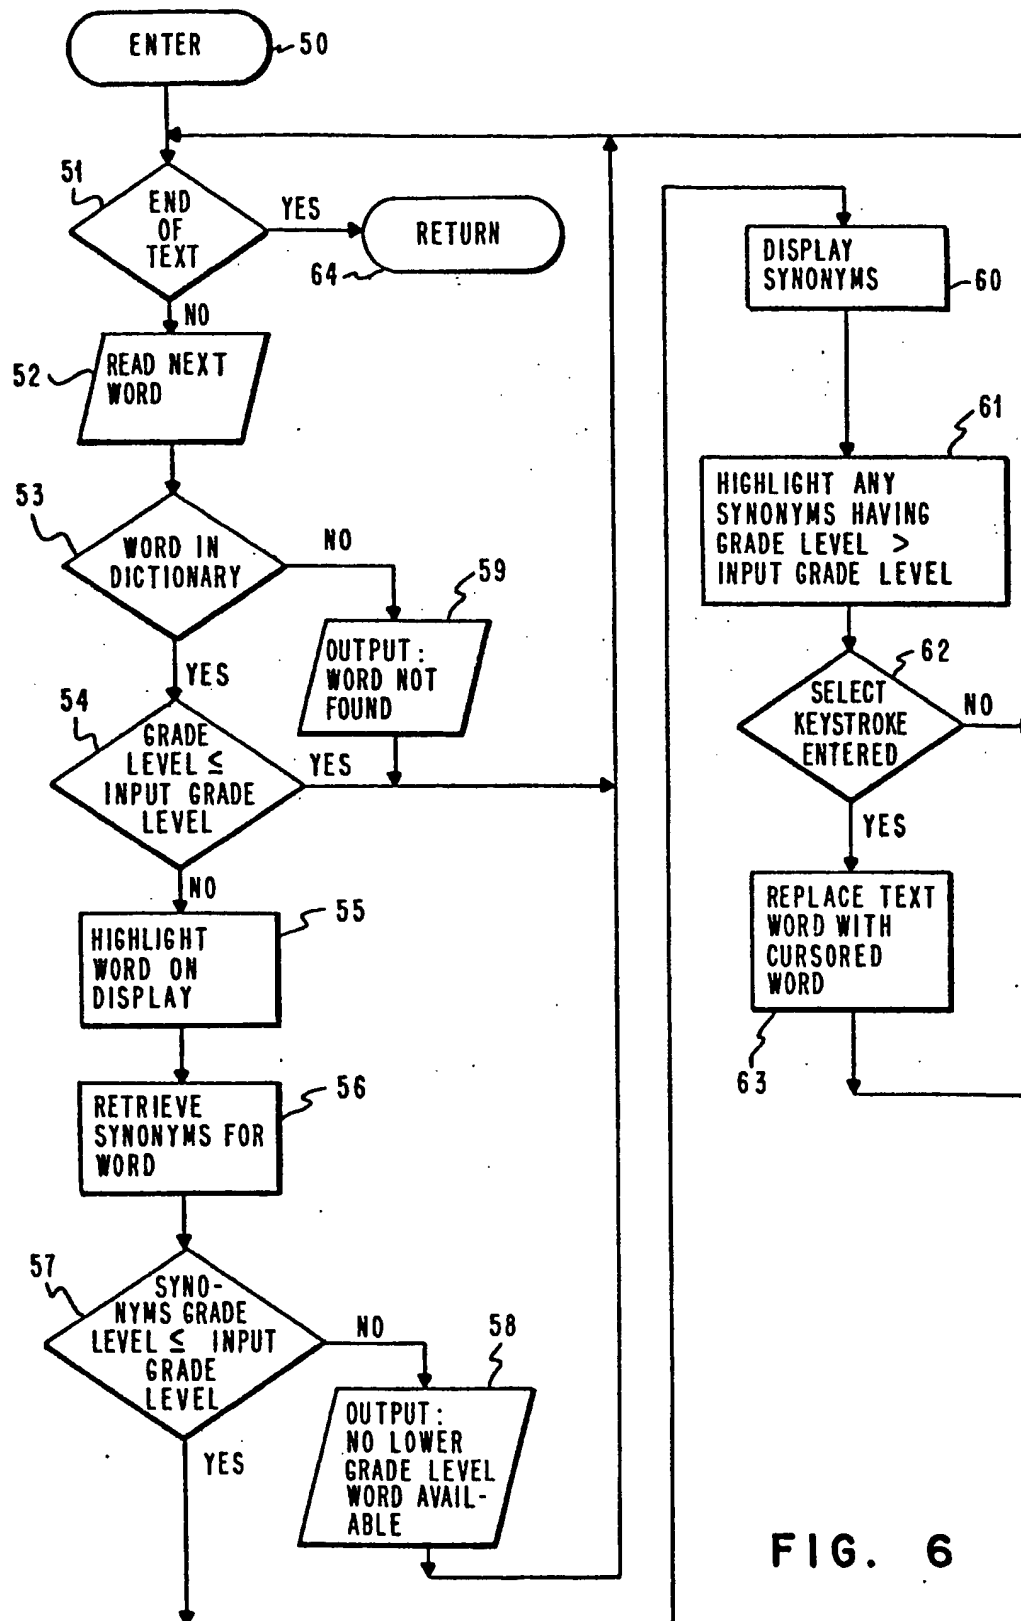 ENTER
50
51
END
OF
TEXT
YES
RETURN
64
NO
52
READ NEXT
WORD
53
WORD IN
DICTIONARY
NO
59
OUTPUT:
WORD NOT
FOUND
YES
54
GRADE
LEVEL ≤
INPUT GRADE
LEVEL
YES
NO
55
HIGHLIGHT
WORD ON
DISPLAY
56
RETRIEVE
SYNONYMS FOR
WORD
57
SYNO-
NYMS GRADE
LEVEL ≤ INPUT
GRADE
LEVEL
NO
58
OUTPUT:
NO LOWER
GRADE LEVEL
WORD AVAIL-
ABLE
YES
DISPLAY
SYNONYMS
60
61
HIGHLIGHT ANY
SYNONYMS HAVING
GRADE LEVEL >
INPUT GRADE LEVEL
62
SELECT
KEYSTROKE
ENTERED
NO
YES
REPLACE TEXT
WORD WITH
CURSORED
WORD
63
FIG. 6